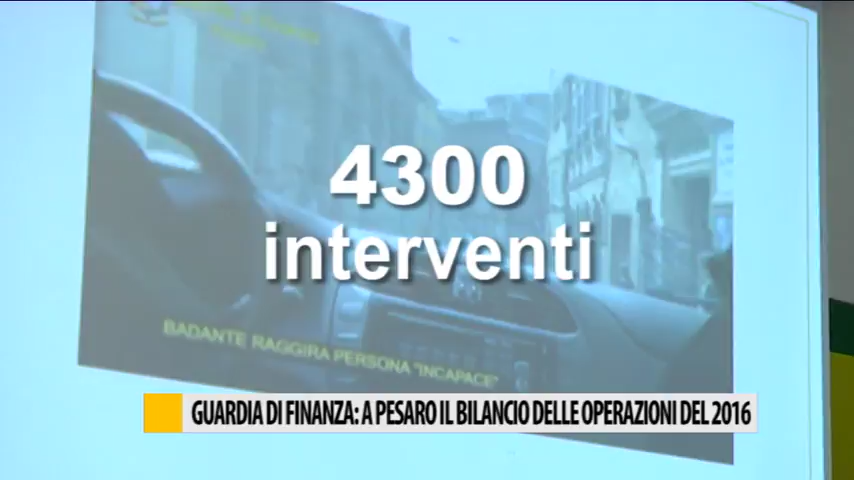 4300
interventi
BADANTE RAGGIRA PERSONA "INCAPACE"
GUARDIA DI FINANZA: A PESARO IL BILANCIO DELLE OPERAZIONI DEL 2016